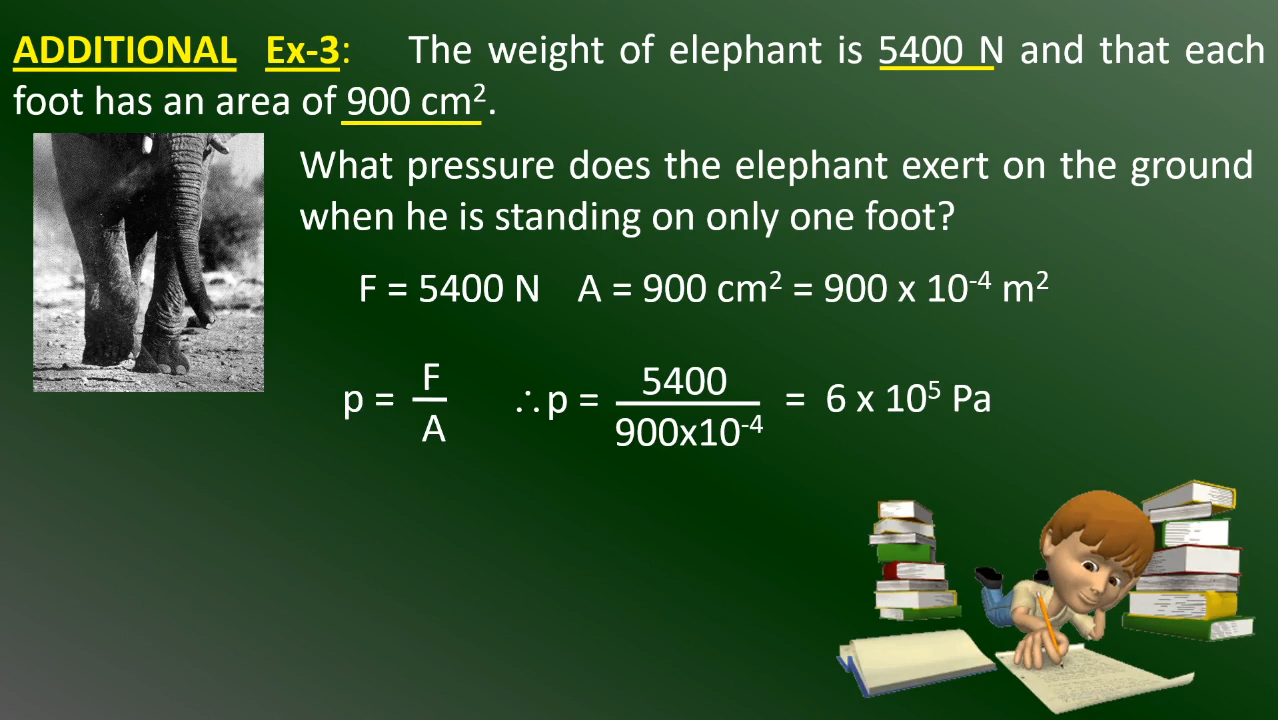 ADDITIONAL Ex-3: The weight of elephant is 5400 N and that each
foot has an area of 900 cm².
What pressure does the elephant exert on the ground
when he is standing on only one foot?
F = 5400 N A = 900 cm² = 900 x 10⁻⁴ m²
p = F/A ∴p = 5400/900x10⁻⁴ = 6 x 10⁵ Pa